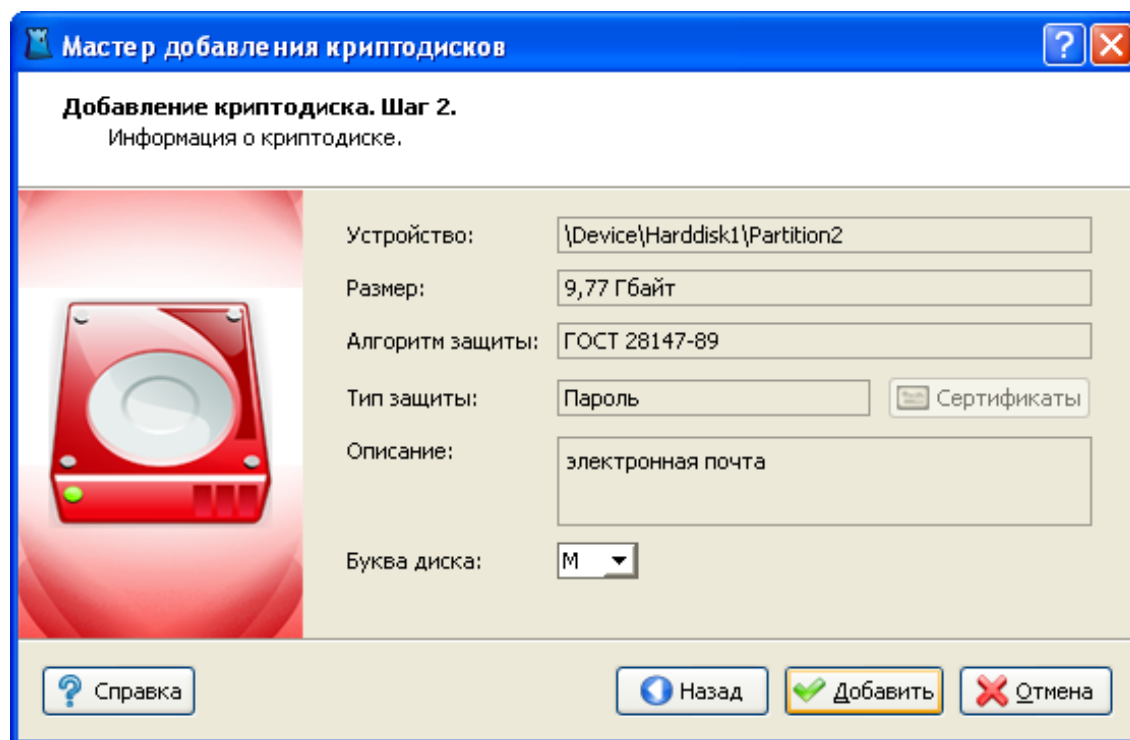 Мастер добавления криптодисков
Добавление криптодиска. Шаг 2.
Информация о криптодиске.
Устройство: \Device\Harddisk1\Partition2
Размер: 9,77 Гбайт
Алгоритм защиты: ГОСТ 28147-89
Тип защиты: Пароль Сертификаты
Описание: электронная почта
Буква диска: M
Справка Назад Добавить Отмена